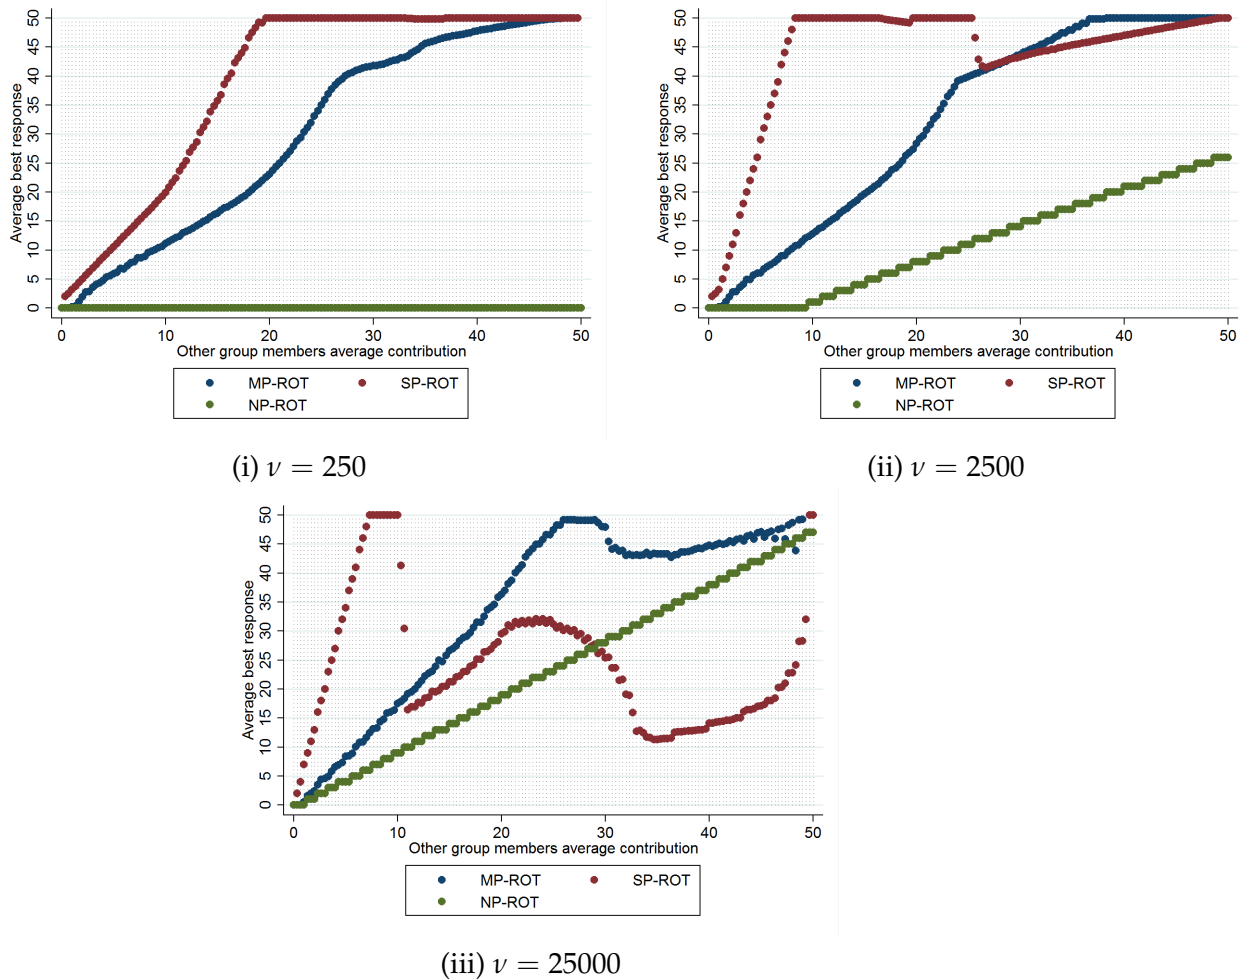 50
45
40
35
30
25
20
15
10
5
0
Average best response
0 10 20 30 40 50
Other group members average contribution
MP-ROT SP-ROT
NP-ROT
(i) ν = 250
50
45
40
35
30
25
20
15
10
5
0
Average best response
0 10 20 30 40 50
Other group members average contribution
MP-ROT SP-ROT
NP-ROT
(ii) ν = 2500
50
45
40
35
30
25
20
15
10
5
0
Average best response
0 10 20 30 40 50
Other group members average contribution
MP-ROT SP-ROT
NP-ROT
(iii) ν = 25000